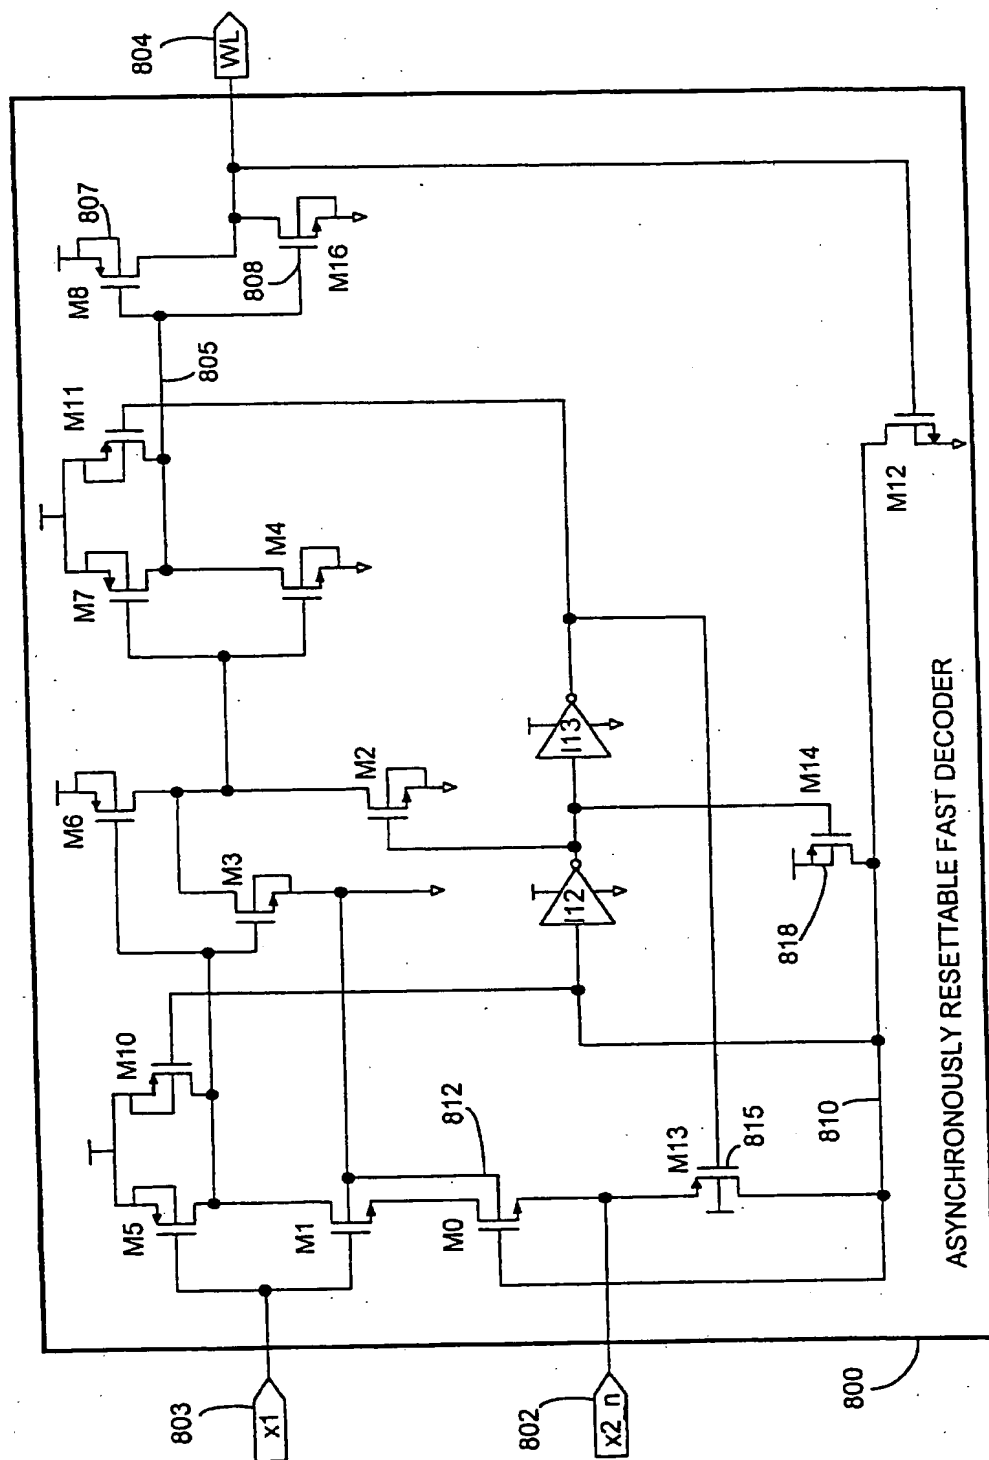 804
WL
807
M8
808
M16
805
M11
M7
M4
M6
M3
M2
I13
I12
M14
818
M12
M10
M5
M1
M0
812
M13
815
810
803
x1
802
x2_n
800
ASYNCHRONOUSLY RESETTABLE FAST DECODER